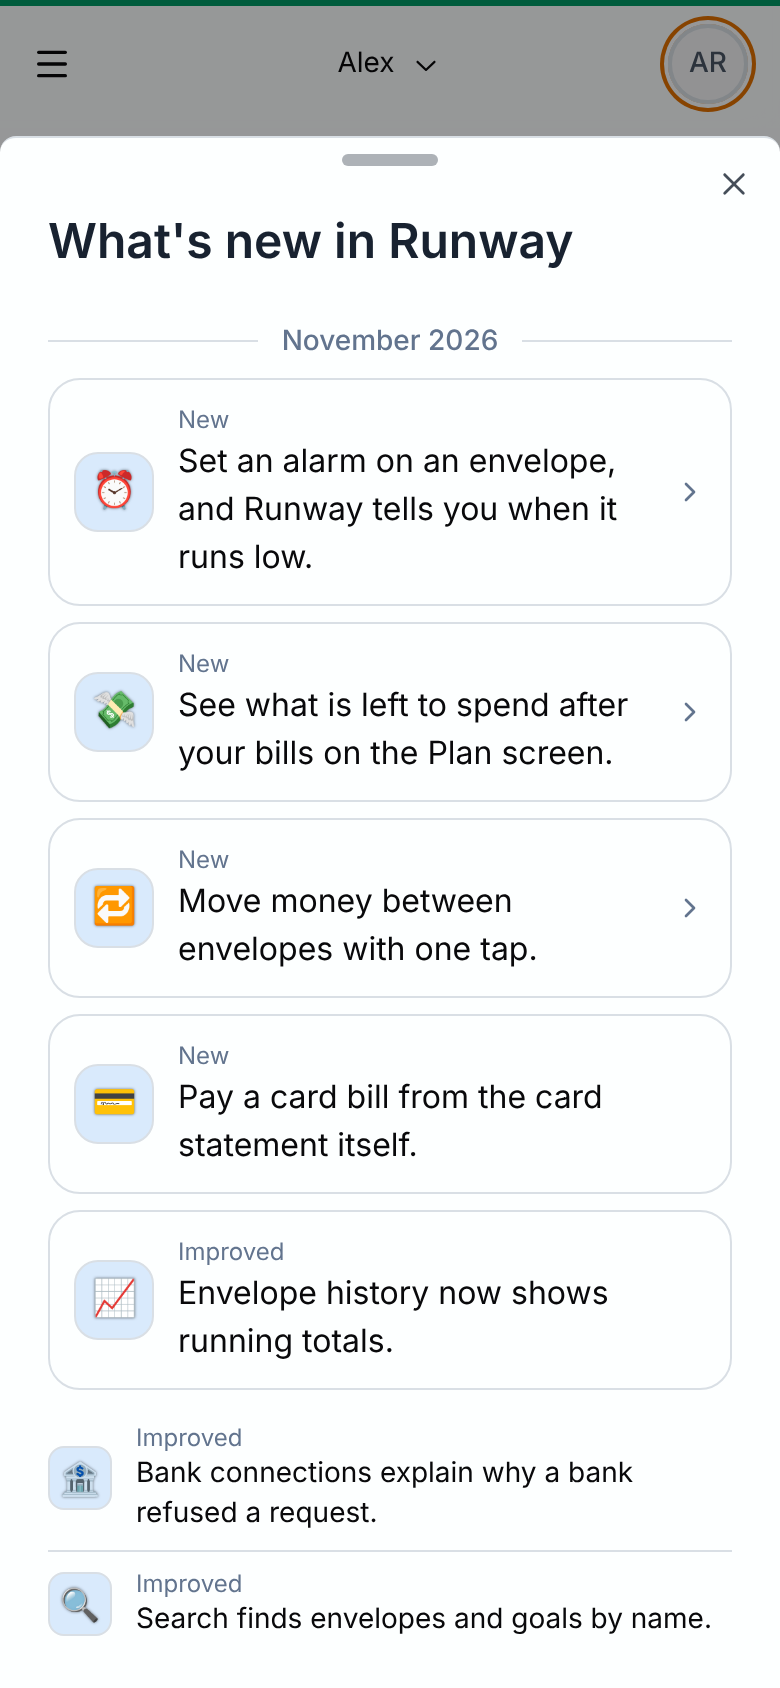 Alex
AR
What's new in Runway
November 2026
New
Set an alarm on an envelope,
and Runway tells you when it
runs low.
New
See what is left to spend after
your bills on the Plan screen.
New
Move money between
envelopes with one tap.
New
Pay a card bill from the card
statement itself.
Improved
Envelope history now shows
running totals.
Improved
Bank connections explain why a bank
refused a request.
Improved
Search finds envelopes and goals by name.